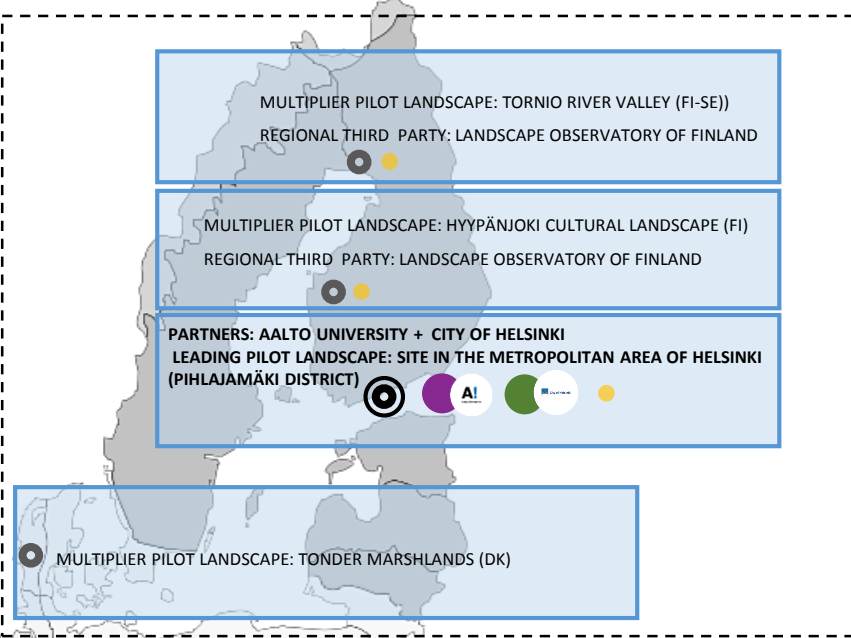 MULTIPLIER PILOT LANDSCAPE: TORNIO RIVER VALLEY (FI-SE))
REGIONAL THIRD PARTY: LANDSCAPE OBSERVATORY OF FINLAND
MULTIPLIER PILOT LANDSCAPE: HYYPÄNJOKI CULTURAL LANDSCAPE (FI)
REGIONAL THIRD PARTY: LANDSCAPE OBSERVATORY OF FINLAND
PARTNERS: AALTO UNIVERSITY + CITY OF HELSINKI
LEADING PILOT LANDSCAPE: SITE IN THE METROPOLITAN AREA OF HELSINKI
(PIHLAJAMÄKI DISTRICT)
A!
MULTIPLIER PILOT LANDSCAPE: TONDER MARSHLANDS (DK)